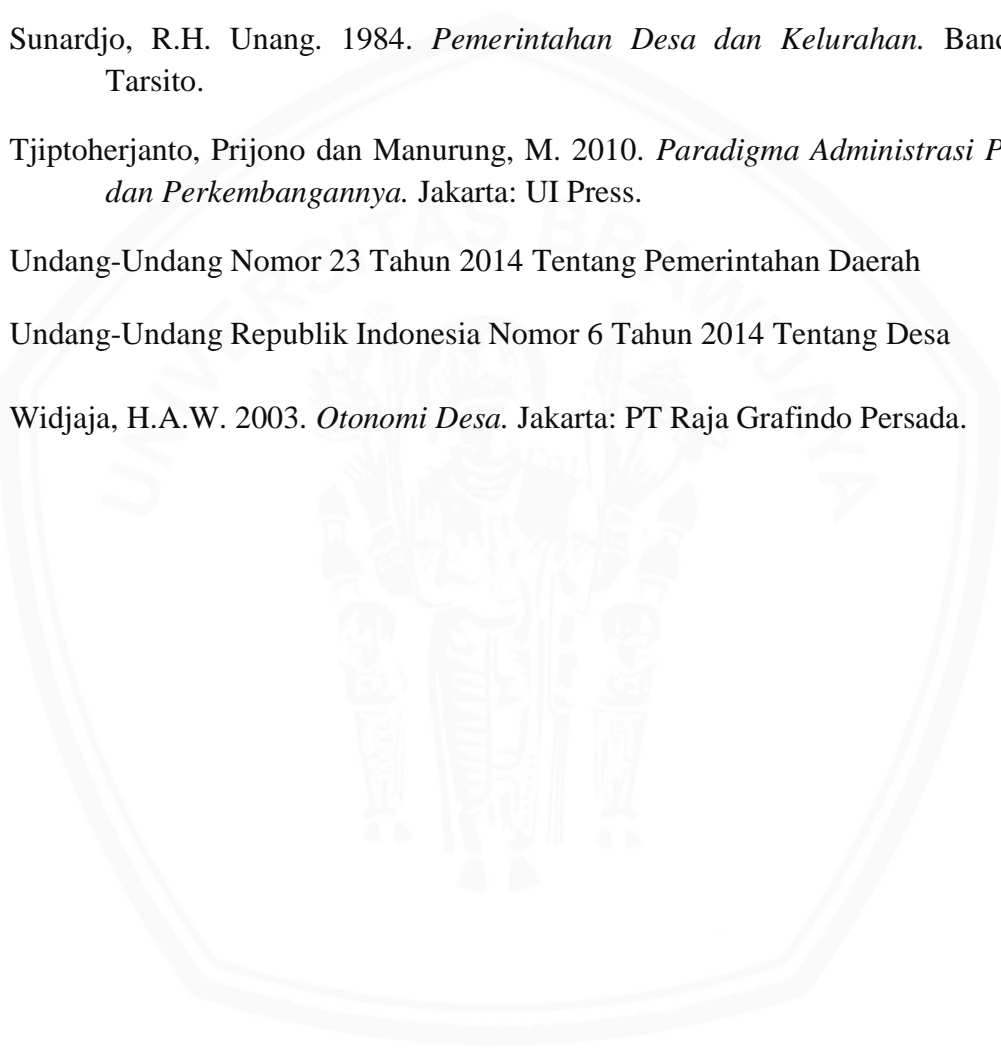 Sunardjo, R.H. Unang. 1984. Pemerintahan Desa dan Kelurahan.
Tarsito.
Tjiptoherjanto, Prijono dan Manurung, M. 2010. Paradigma Administrasi
dan Perkembangannya. Jakarta: UI Press.
Undang-Undang Nomor 23 Tahun 2014 Tentang Pemerintahan Daerah
Undang-Undang Republik Indonesia Nomor 6 Tahun 2014 Tentang Desa
Widjaja, H.A.W. 2003. Otonomi Desa. Jakarta: PT Raja Grafindo Persada.
UNIVERSITAS BRAWIJAYA